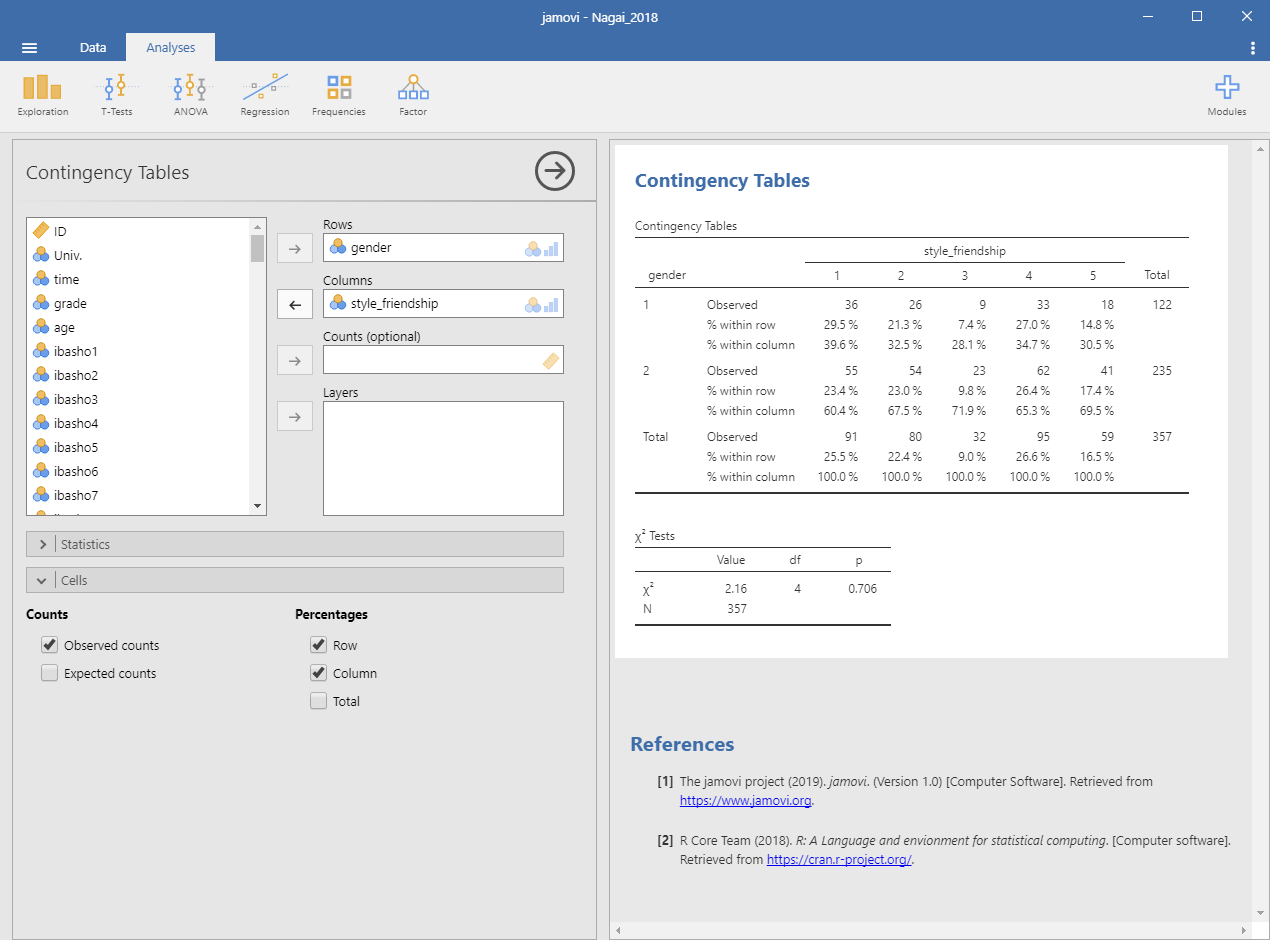 jamovi - Nagai_2018
Data
Analyses
Exploration
T-Tests
ANOVA
Regression
Frequencies
Factor
Modules
Contingency Tables
ID
Univ.
time
grade
age
ibasho1
ibasho2
ibasho3
ibasho4
ibasho5
ibasho6
ibasho7
Rows
gender
Columns
style_friendship
Counts (optional)
Layers
Statistics
Cells
Counts
Observed counts
Expected counts
Percentages
Row
Column
Total
Contingency Tables
Contingency Tables
style_friendship
gender 1 2 3 4 5 Total
1 Observed 36 26 9 33 18 122
% within row 29.5 % 21.3 % 7.4 % 27.0 % 14.8 %
% within column 39.6 % 32.5 % 28.1 % 34.7 % 30.5 %
2 Observed 55 54 23 62 41 235
% within row 23.4 % 23.0 % 9.8 % 26.4 % 17.4 %
% within column 60.4 % 67.5 % 71.9 % 65.3 % 69.5 %
Total Observed 91 80 32 95 59 357
% within row 25.5 % 22.4 % 9.0 % 26.6 % 16.5 %
% within column 100.0 % 100.0 % 100.0 % 100.0 % 100.0 %
χ² Tests
Value df p
χ² 2.16 4 0.706
N 357
References
[1] The jamovi project (2019). jamovi. (Version 1.0) [Computer Software]. Retrieved from
https://www.jamovi.org.
[2] R Core Team (2018). R: A Language and envionment for statistical computing. [Computer software].
Retrieved from https://cran.r-project.org/.